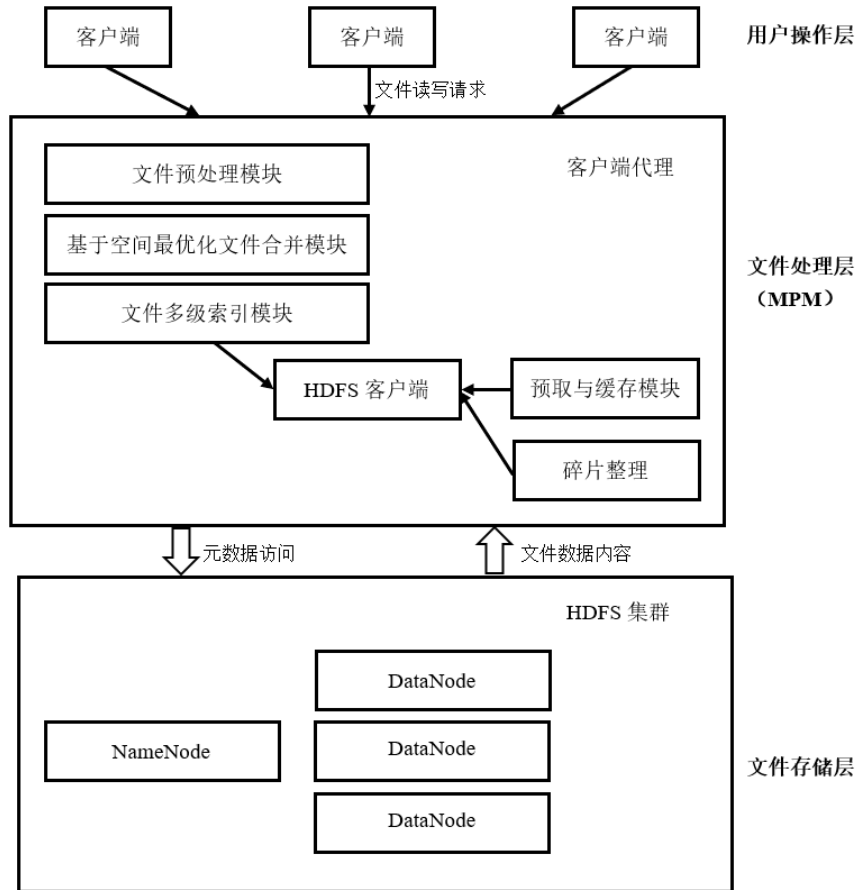 客户端
客户端
客户端
用户操作层
文件读写请求
客户端代理
文件预处理模块
基于空间最优化文件合并模块
文件多级索引模块
文件处理层
（MPM）
HDFS 客户端
预取与缓存模块
碎片整理
元数据访问
文件数据内容
HDFS 集群
DataNode
NameNode
DataNode
DataNode
文件存储层